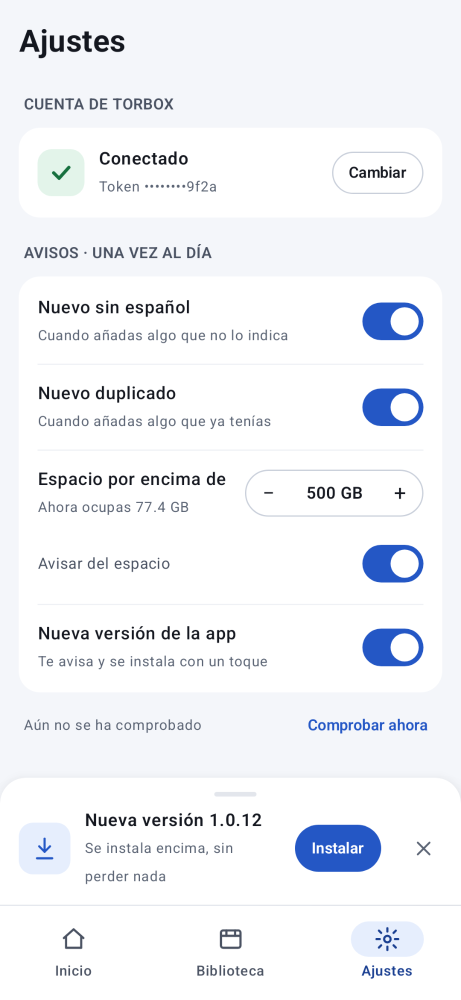 Ajustes
CUENTA DE TORBOX
Conectado
Token ••••••••9f2a
Cambiar
AVISOS · UNA VEZ AL DÍA
Nuevo sin español
Cuando añadas algo que no lo indica
Nuevo duplicado
Cuando añadas algo que ya tenías
Espacio por encima de
Ahora ocupas 77.4 GB
− 500 GB +
Avisar del espacio
Nueva versión de la app
Te avisa y se instala con un toque
Aún no se ha comprobado
Comprobar ahora
Nueva versión 1.0.12
Se instala encima, sin
perder nada
Instalar
Inicio
Biblioteca
Ajustes